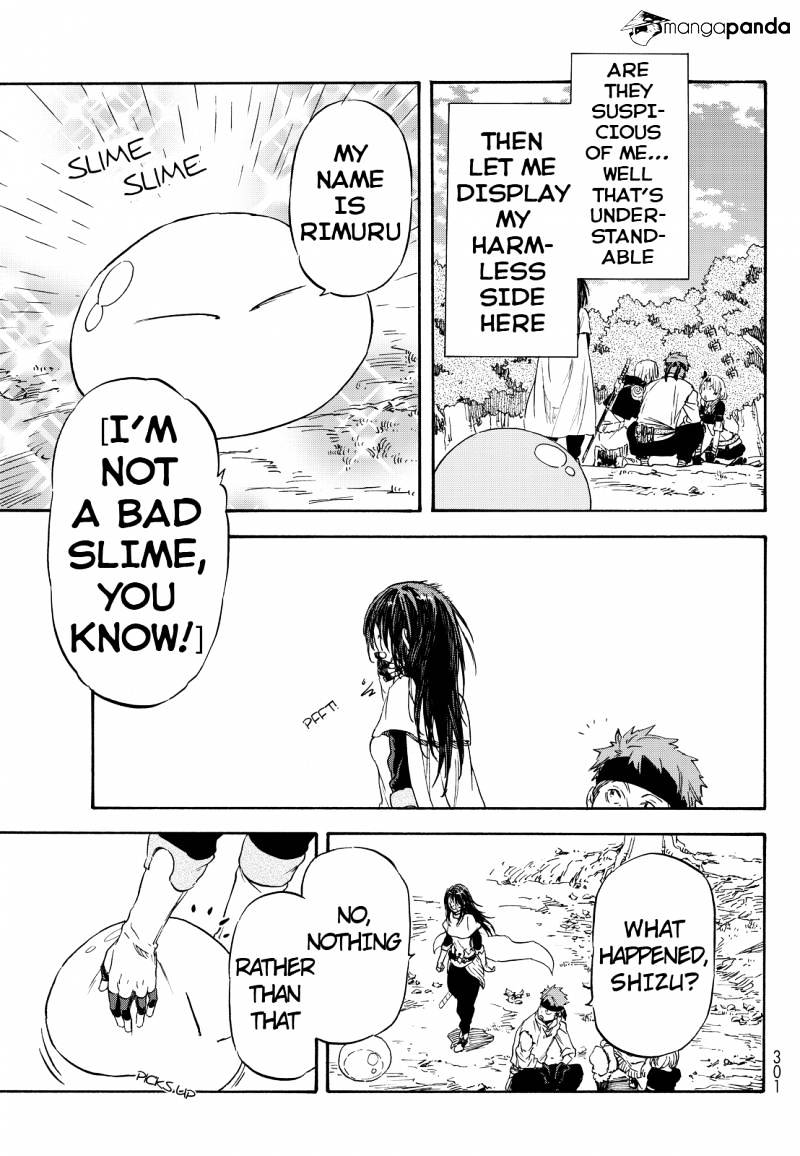 mangapanda
ARE
THEY
SUSPI-
CIOUS
OF ME...
WELL
THAT'S
UNDER-
STAND-
ABLE
THEN
LET ME
DISPLAY
MY
HARM-
LESS
SIDE
HERE
MY
NAME
IS
RIMURU
SLIME
SLIME
[I'M
NOT
A BAD
SLIME,
YOU
KNOW!]
PFFT!
WHAT
HAPPENED,
SHIZU?
NO,
NOTHING
RATHER
THAN
THAT
PICKS UP
301